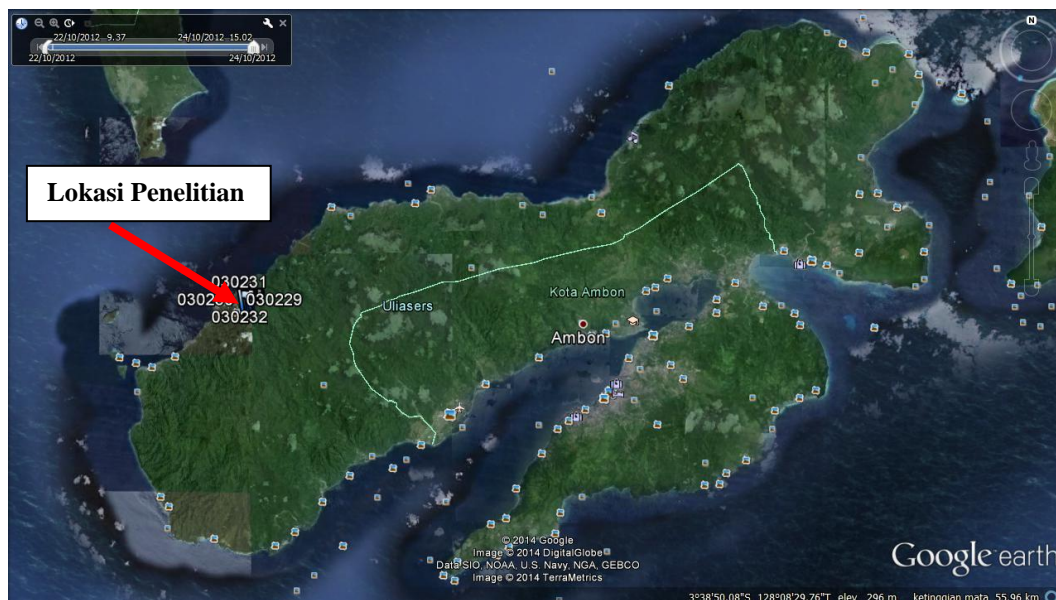 22/10/2012 9.37 24/10/2012 15.02
22/10/2012 24/10/2012
N
Lokasi Penelitian
030231
030229
030232
Uliasers
Kota Ambon
Ambon
© 2014 Google
Image © 2014 DigitalGlobe
Data SIO, NOAA, U.S. Navy, NGA, GEBCO
Image © 2014 TerraMetrics
Google earth
3°38'50.08"S 128°08'29.76"T elev 296 m ketinggian mata 55.96 km